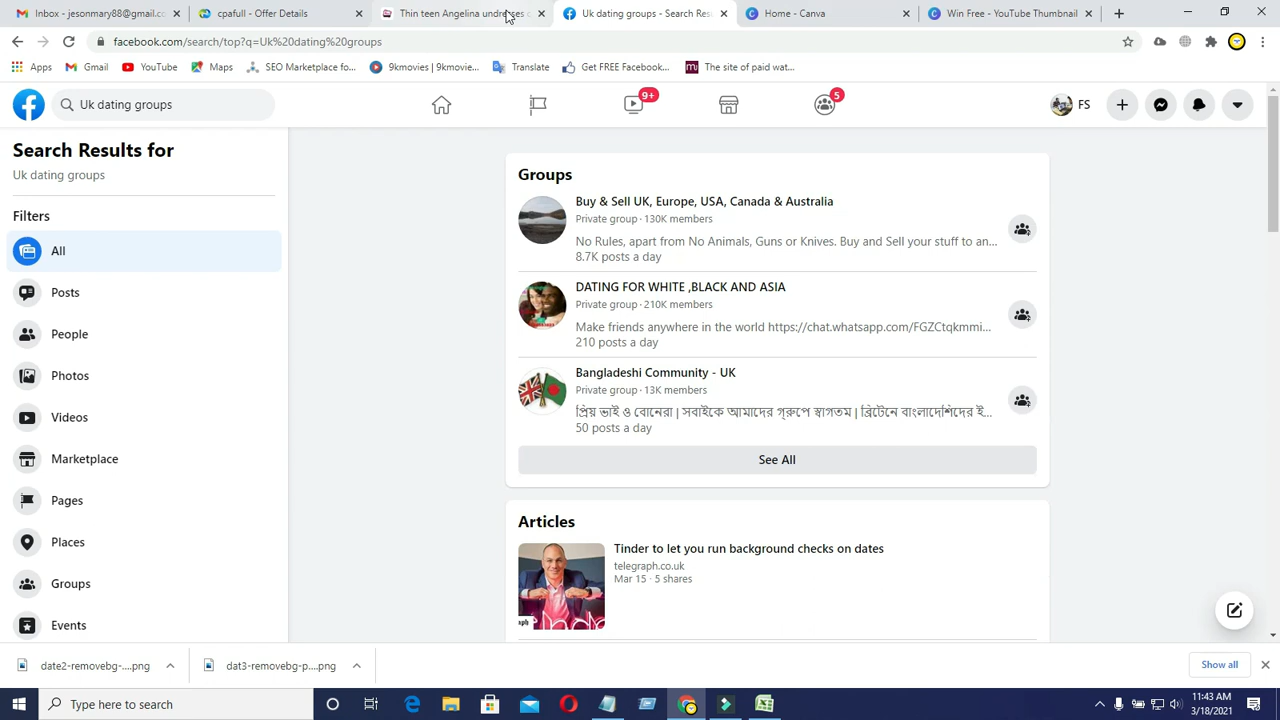 Inbox - jesonmary88@gmail.co
cpafull - Offer Details
Thin teen Angelina undresses o
Uk dating groups - Search Resu
Home - Canva
Win Free - YouTube Thumbnail
facebook.com/search/top?q=Uk%20dating%20groups
Apps
Gmail
YouTube
Maps
SEO Marketplace fo...
9kmovies | 9kmovie...
Translate
Get FREE Facebook...
The site of paid wat...
Uk dating groups
9+
5
FS
Search Results for
Uk dating groups
Filters
All
Posts
People
Photos
Videos
Marketplace
Pages
Places
Groups
Events
Groups
Buy & Sell UK, Europe, USA, Canada & Australia
Private group · 130K members
No Rules, apart from No Animals, Guns or Knives. Buy and Sell your stuff to an...
8.7K posts a day
DATING FOR WHITE ,BLACK AND ASIA
Private group · 210K members
Make friends anywhere in the world https://chat.whatsapp.com/FGZCtqkmmi...
210 posts a day
Bangladeshi Community - UK
Private group · 13K members
প্রিয় ভাই ও বোনেরা | সবাইকে আমাদের গ্রুপে স্বাগতম | ব্রিটেনে বাংলাদেশিদের ই...
50 posts a day
See All
Articles
Tinder to let you run background checks on dates
telegraph.co.uk
Mar 15 · 5 shares
date2-removebg-....png
dat3-removebg-p....png
Show all
Type here to search
11:43 AM
3/18/2021